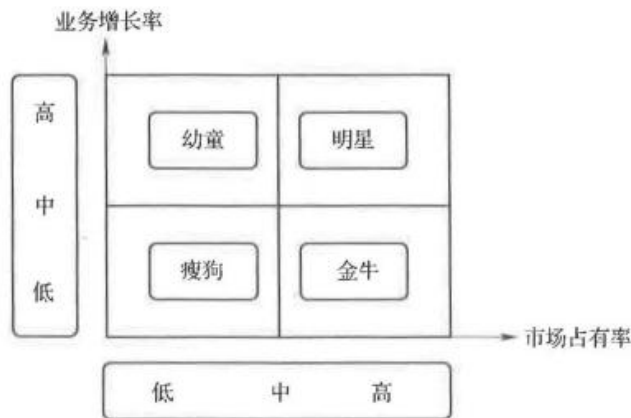 业务增长率
高
中
低
幼童
明星
瘦狗
金牛
市场占有率
低 中 高